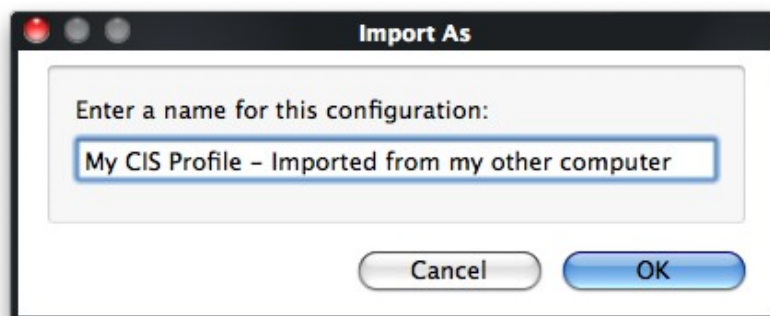 Import As
Enter a name for this configuration:
My CIS Profile – Imported from my other computer
Cancel OK